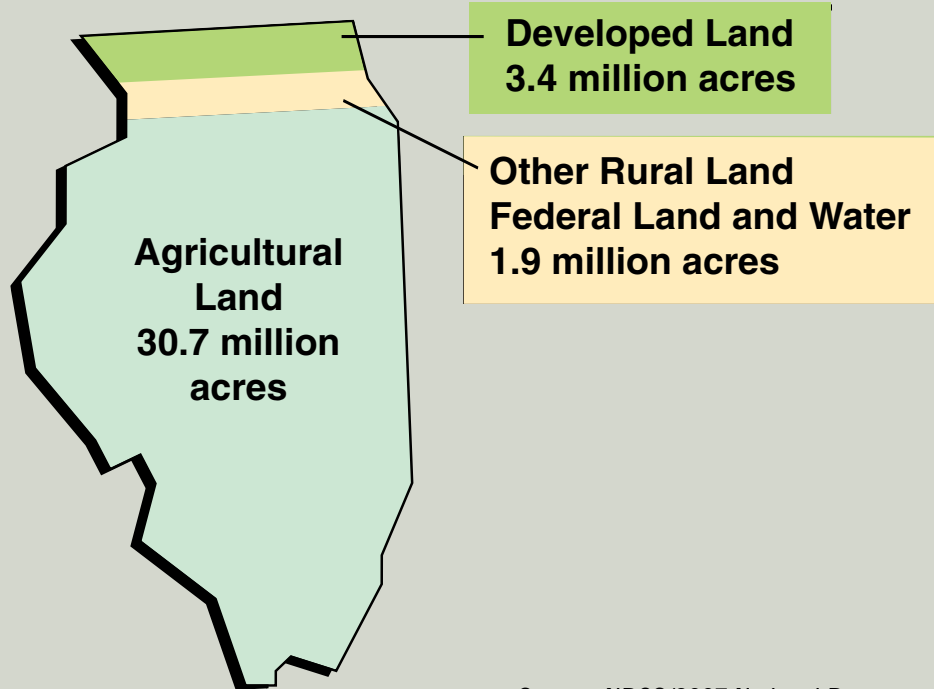 Developed Land
3.4 million acres
Other Rural Land
Federal Land and Water
1.9 million acres
Agricultural
Land
30.7 million
acres